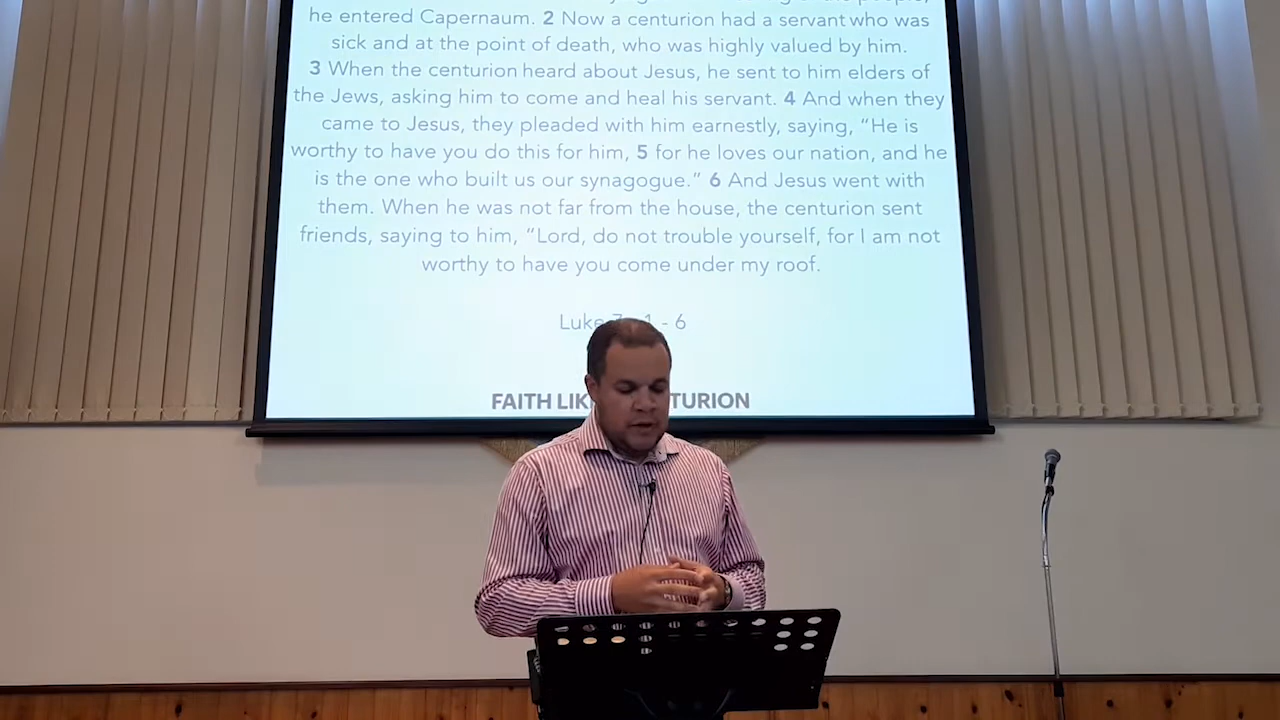 he entered Capernaum. 2 Now a centurion had a servant who was
sick and at the point of death, who was highly valued by him.
3 When the centurion heard about Jesus, he sent to him elders of
the Jews, asking him to come and heal his servant. 4 And when they
came to Jesus, they pleaded with him earnestly, saying, “He is
worthy to have you do this for him, 5 for he loves our nation, and he
is the one who built us our synagogue.” 6 And Jesus went with
them. When he was not far from the house, the centurion sent
friends, saying to him, “Lord, do not trouble yourself, for I am not
worthy to have you come under my roof.
Luke 7 1 - 6
FAITH LIK TURION